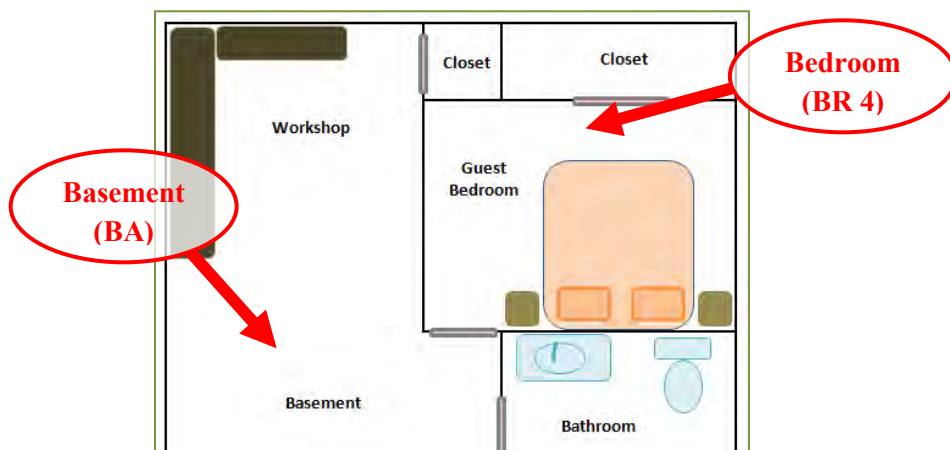 Closet
Closet
Bedroom
(BR 4)
Workshop
Guest
Bedroom
Basement
(BA)
Basement
Bathroom